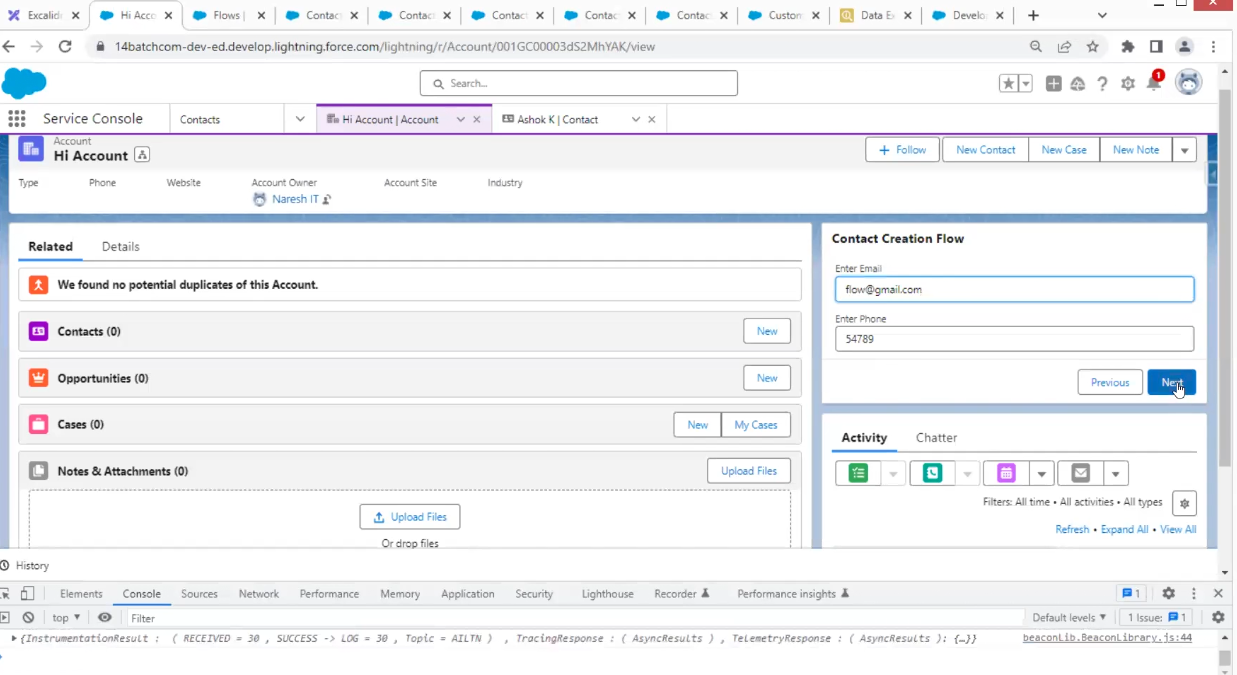 Excalid
Hi Acco
Flows |
Contac
Contact
Contact
Contac
Contac
Custom
Data E
Develo
14batchcom-dev-ed.develop.lightning.force.com/lightning/r/Account/001GC00003dS2MhYAK/view
Search...
1
Service Console
Contacts
Hi Account | Account
Ashok K | Contact
Account
Hi Account
+ Follow
New Contact
New Case
New Note
Type
Phone
Website
Account Owner
Account Site
Industry
Naresh IT
Related
Details
We found no potential duplicates of this Account.
Contacts (0)
New
Opportunities (0)
New
Cases (0)
New
My Cases
Notes & Attachments (0)
Upload Files
Upload Files
Or drop files
Contact Creation Flow
Enter Email
flow@gmail.com
Enter Phone
54789
Previous
Next
Activity
Chatter
Filters: All time • All activities • All types
Refresh • Expand All • View All
History
Elements
Console
Sources
Network
Performance
Memory
Application
Security
Lighthouse
Recorder
Performance insights
1
top
Filter
Default levels
1 Issue: 1
{InstrumentationResult : ( RECEIVED = 30 , SUCCESS -> LOG = 30 , Topic = AILTN ) , TracingResponse : ( AsyncResults ) , TeLemetryResponse : ( AsyncResults ): {…}}
beaconLib.BeaconLibrary.js:44